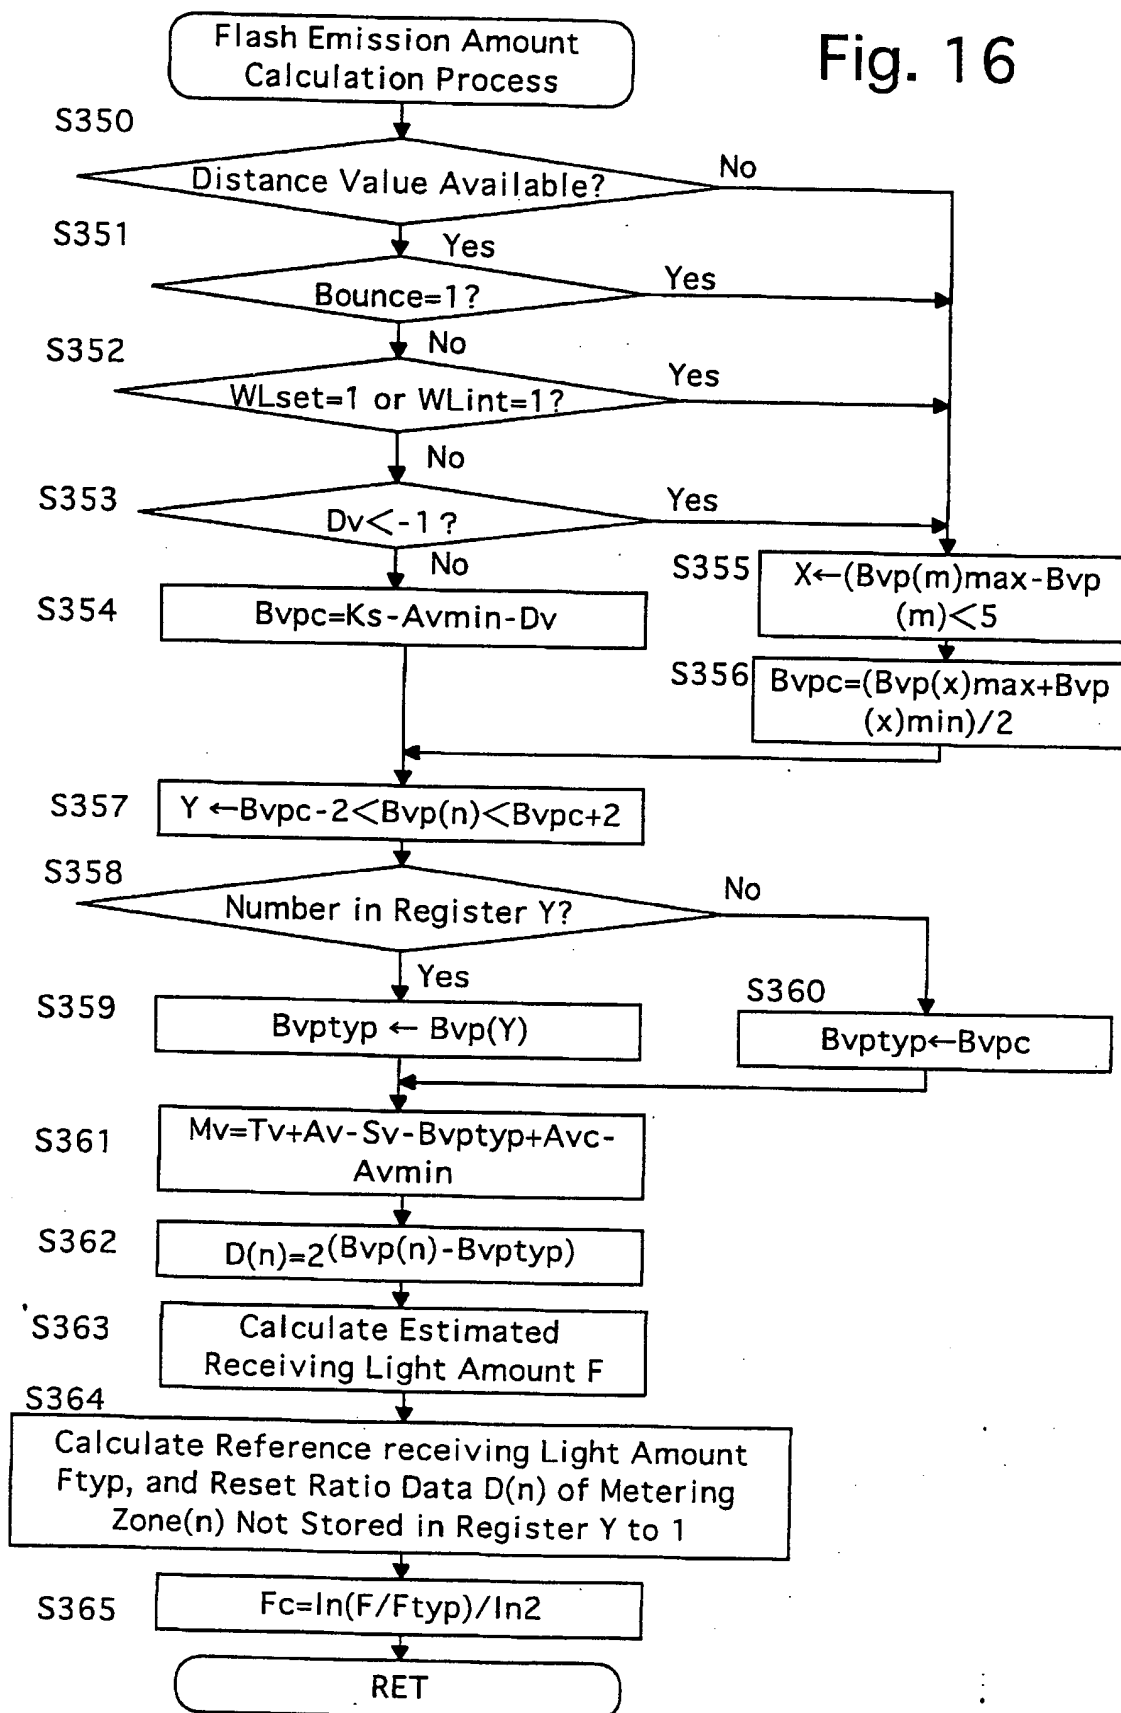 Fig. 16
Flash Emission Amount
Calculation Process
S350
Distance Value Available?
No
S351
Yes
Bounce=1?
Yes
S352
No
WLset=1 or WLint=1?
Yes
No
S353
Dv<-1?
Yes
No
S354
Bvpc=Ks-Avmin-Dv
S355
X←(Bvp(m)max-Bvp
(m)<5
S356
Bvpc=(Bvp(x)max+Bvp
(x)min)/2
S357
Y ←Bvpc-2<Bvp(n)<Bvpc+2
S358
Number in Register Y?
No
Yes
S359
Bvptyp ← Bvp(Y)
S360
Bvptyp←Bvpc
S361
Mv=Tv+Av-Sv-Bvptyp+Avc-
Avmin
S362
D(n)=2(Bvp(n)-Bvptyp)
S363
Calculate Estimated
Receiving Light Amount F
S364
Calculate Reference receiving Light Amount
Ftyp, and Reset Ratio Data D(n) of Metering
Zone(n) Not Stored in Register Y to 1
S365
Fc=ln(F/Ftyp)/ln2
RET